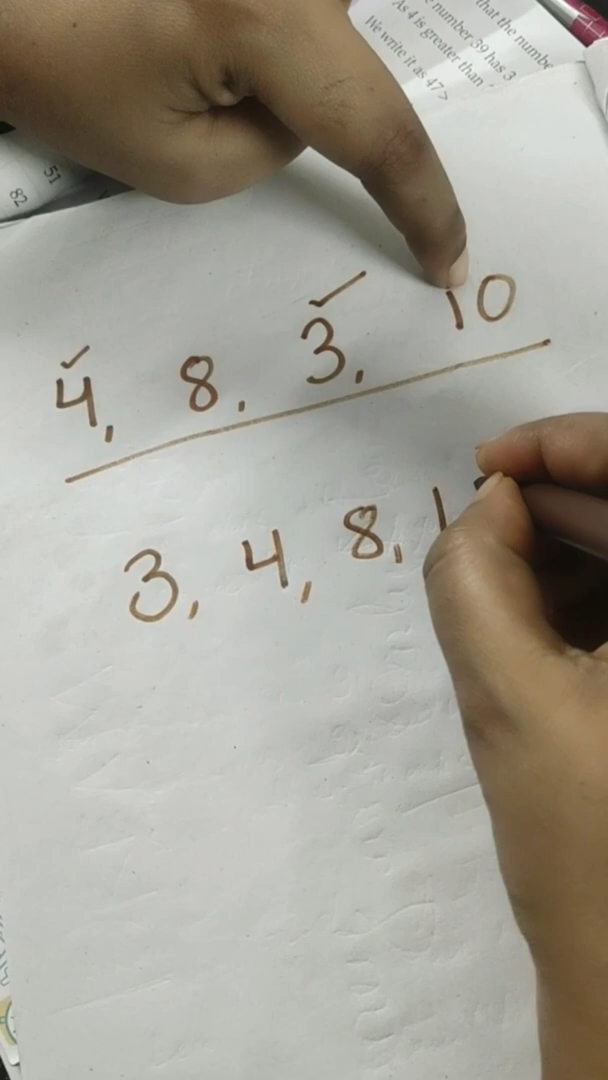 that the numbe
number 39 has 3
As 4 is greater than
We write it as 47 >
51
82
4, 8, 3, 10
3, 4, 8, 1